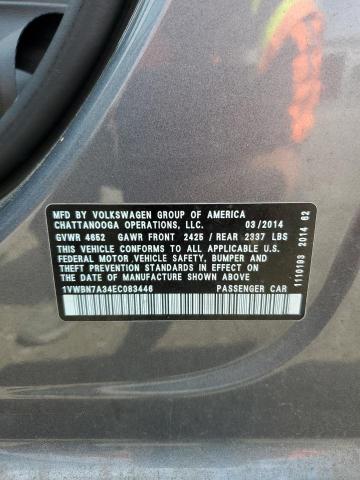 MFD BY VOLKSWAGEN GROUP OF AMERICA
CHATTANOOGA OPERATIONS, LLC. 03/2014
GVWR 4652 GAWR FRONT 2425 / REAR 2337 LBS
THIS VEHICLE CONFORMS TO ALL APPLICABLE U.S.
FEDERAL MOTOR VEHICLE SAFETY, BUMPER AND
THEFT PREVENTION STANDARDS IN EFFECT ON
THE DATE OF MANUFACTURE SHOWN ABOVE
1VWBN7A34EC083446 PASSENGER CAR
1110193 2014 62